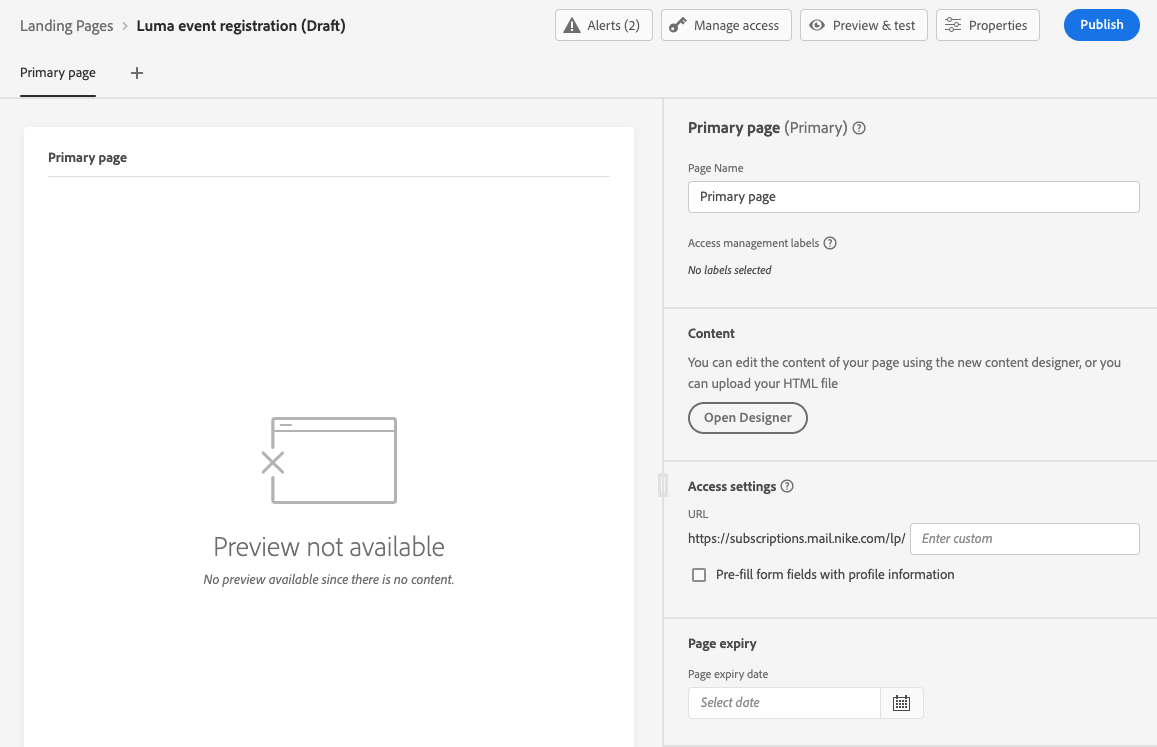 Landing Pages > Luma event registration (Draft)
Alerts (2)
Manage access
Preview & test
Properties
Publish
Primary page
Primary page
Preview not available
No preview available since there is no content.
Primary page (Primary)
Page Name
Primary page
Access management labels
No labels selected
Content
You can edit the content of your page using the new content designer, or you
can upload your HTML file
Open Designer
Access settings
URL
https://subscriptions.mail.nike.com/lp/ Enter custom
Pre-fill form fields with profile information
Page expiry
Page expiry date
Select date